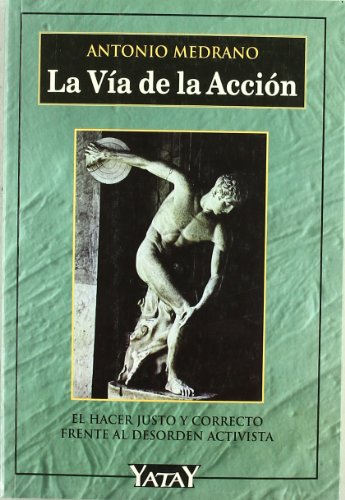 ANTONIO MEDRANO
La Vía de la Acción
EL HACER JUSTO Y CORRECTO
FRENTE AL DESORDEN ACTIVISTA
YATAY